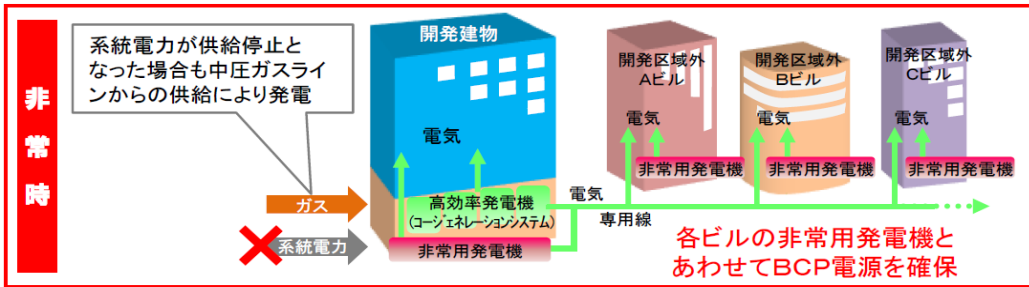 非常時
系統電力が供給停止と
なった場合も中圧ガスライ
ンからの供給により発電
ガス
系統電力
開発建物
電気
高効率発電機
(コージェネレーションシステム)
非常用発電機
電気
専用線
開発区域外
Aビル
電気
非常用発電機
開発区域外
Bビル
電気
非常用発電機
開発区域外
Cビル
電気
非常用発電機
各ビルの非常用発電機と
あわせてBCP電源を確保